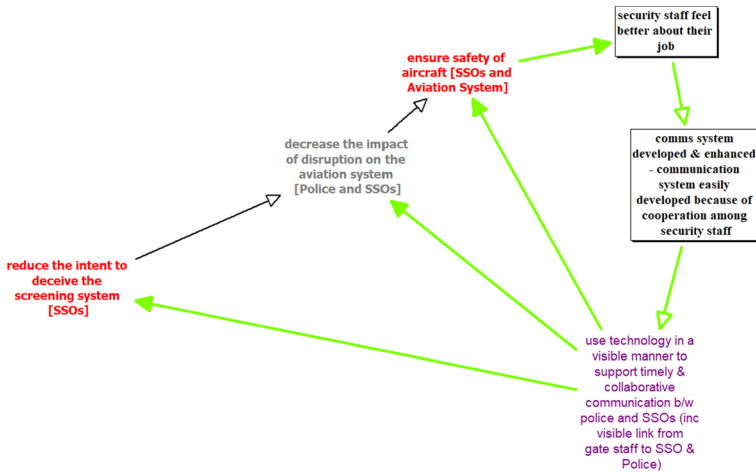 security staff feel
better about their
job
ensure safety of
aircraft [SSOs and
Aviation System]
decrease the impact
of disruption on the
aviation system
[Police and SSOs]
comms system
developed & enhanced
- communication
system easily
developed because of
cooperation among
security staff
reduce the intent to
deceive the
screening system
[SSOs]
use technology in a
visible manner to
support timely &
collaborative
communication b/w
police and SSOs (inc
visible link from
gate staff to SSO &
Police)